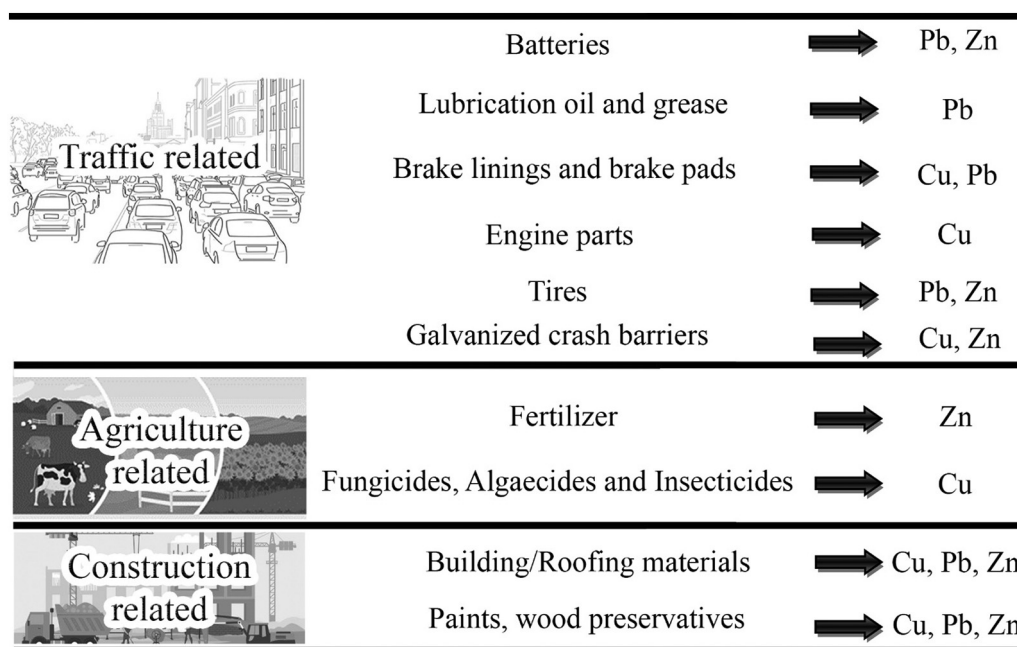 Batteries Pb, Zn
Lubrication oil and grease Pb
Traffic related
Brake linings and brake pads Cu, Pb
Engine parts Cu
Tires Pb, Zn
Galvanized crash barriers Cu, Zn
Agriculture
related
Fertilizer Zn
Fungicides, Algaecides and Insecticides Cu
Construction
related
Building/Roofing materials Cu, Pb, Zn
Paints, wood preservatives Cu, Pb, Zn